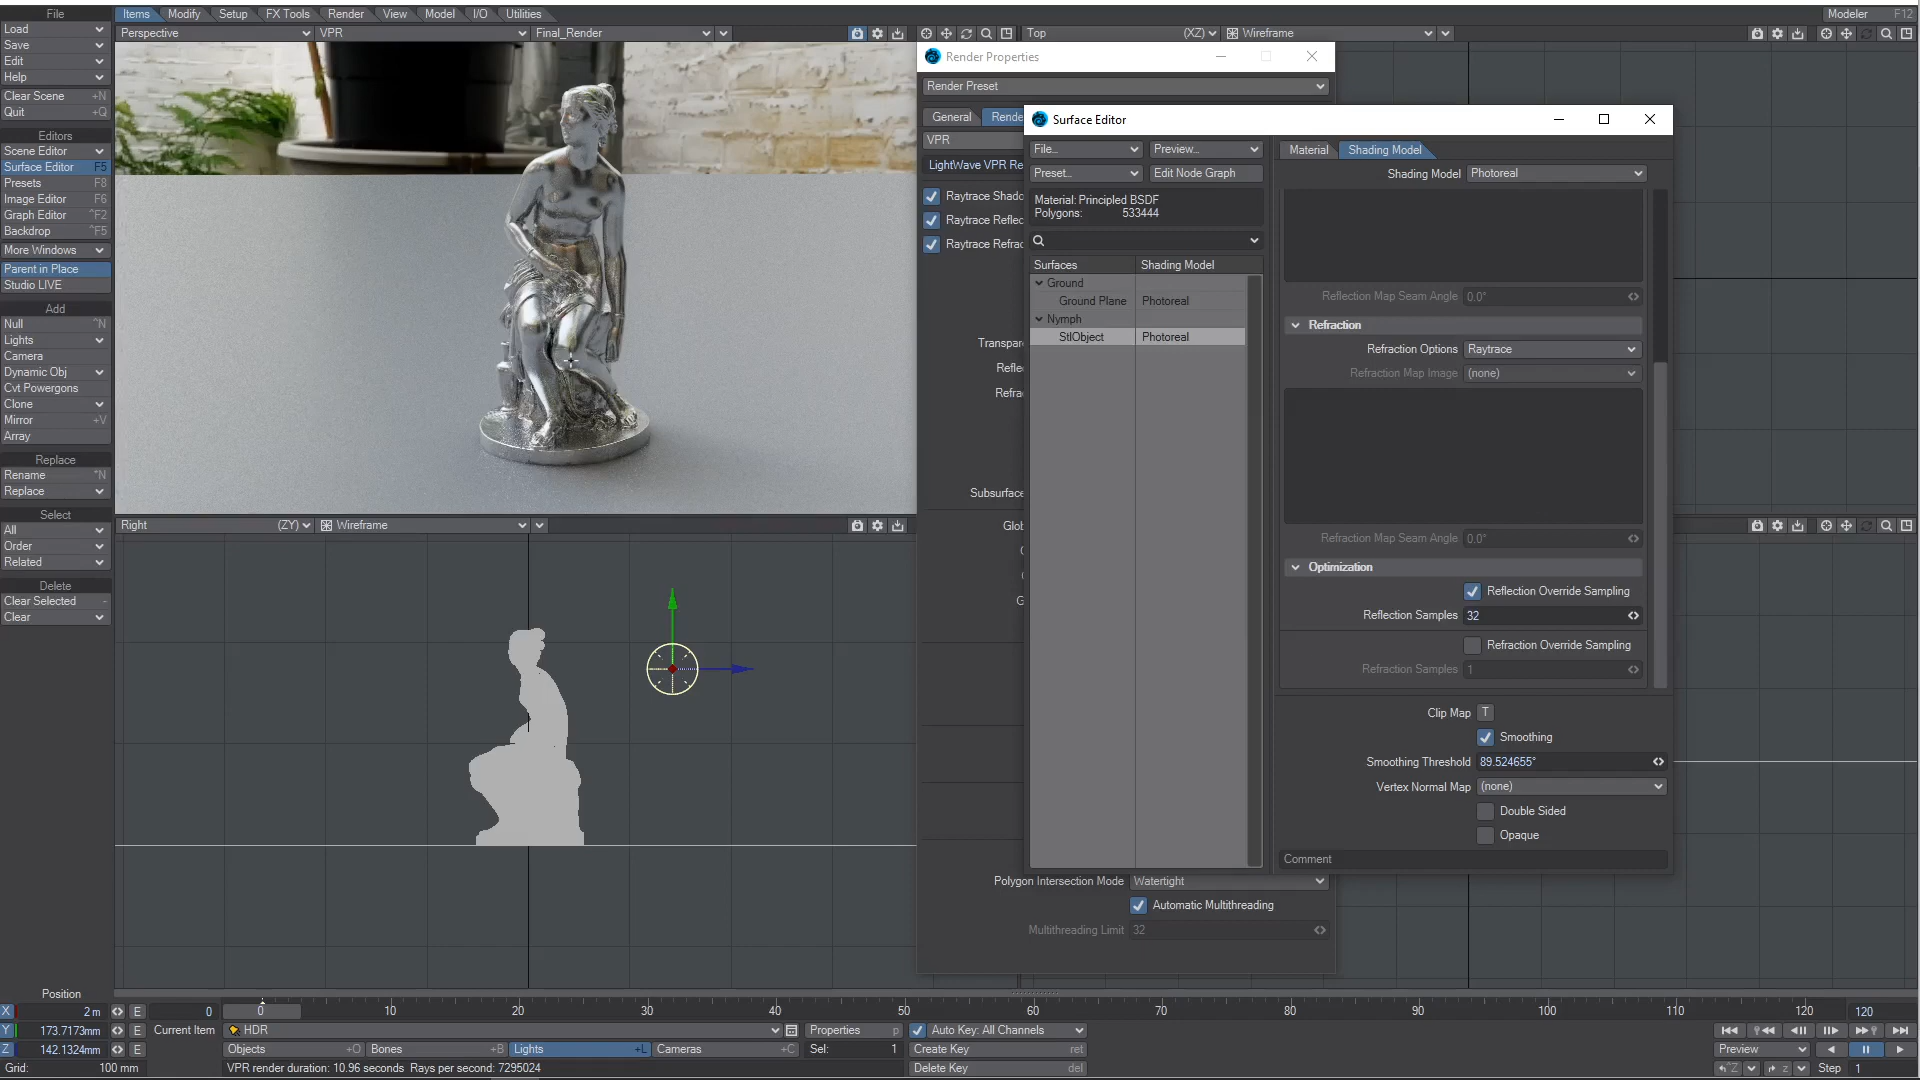 File
Items Modify Setup FX Tools Render View Model I/O Utilities
Modeler F12
Load
Save
Edit
Help
Clear Scene +N
Quit +Q
Editors
Scene Editor
Surface Editor F5
Presets F8
Image Editor F6
Graph Editor ^F2
Backdrop ^F5
More Windows
Parent in Place
Studio LIVE
Add
Null ^N
Lights
Camera
Dynamic Obj
Cvt Powergons
Clone
Mirror +V
Array
Replace
Rename ^N
Replace
Select
All
Order
Related
Delete
Clear Selected -
Clear
Perspective VPR Final_Render
Top (XZ) Wireframe
Right (ZY) Wireframe
Render Properties
Render Preset
General Rende
VPR
LightWave VPR Re
Raytrace Shado
Raytrace Reflec
Raytrace Refrac
Transpare
Reflec
Refrac
Subsurface
Glob
G
Polygon Intersection Mode Watertight
Automatic Multithreading
Multithreading Limit 32
Surface Editor
File... Preview...
Preset... Edit Node Graph
Material: Principled BSDF
Polygons: 533444
Surfaces Shading Model
Ground
Ground Plane Photoreal
Nymph
StlObject Photoreal
Material Shading Model
Shading Model Photoreal
Reflection Map Seam Angle 0.0°
Refraction
Refraction Options Raytrace
Refraction Map Image (none)
Refraction Map Seam Angle 0.0°
Optimization
Reflection Override Sampling
Reflection Samples 32
Refraction Override Sampling
Refraction Samples 1
Clip Map T
Smoothing
Smoothing Threshold 89.524655°
Vertex Normal Map (none)
Double Sided
Opaque
Comment
Position
X 2 m E
Y 173.7173mm E
Z 142.1324mm E
Grid: 100 mm
0 0 10 20 30 40 50 60 70 80 90 100 110 120 120
Current Item HDR Properties p Auto Key: All Channels
Objects +O Bones +B Lights +L Cameras +C Sel: 1 Create Key ret
VPR render duration: 10.96 seconds Rays per second: 7295024 Delete Key del
Preview
Step 1